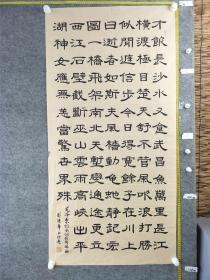 才飲長沙水又食武昌魚萬里長江
橫渡極目楚天舒不管風吹浪打勝
似閒庭信步今日得寬餘子在川上
曰逝者如斯夫風檣動龜蛇靜起宏
圖一橋飛架南北天塹變通途更立
西江石壁截斷巫山雲雨高峽出平
湖神女應無恙當驚世界殊